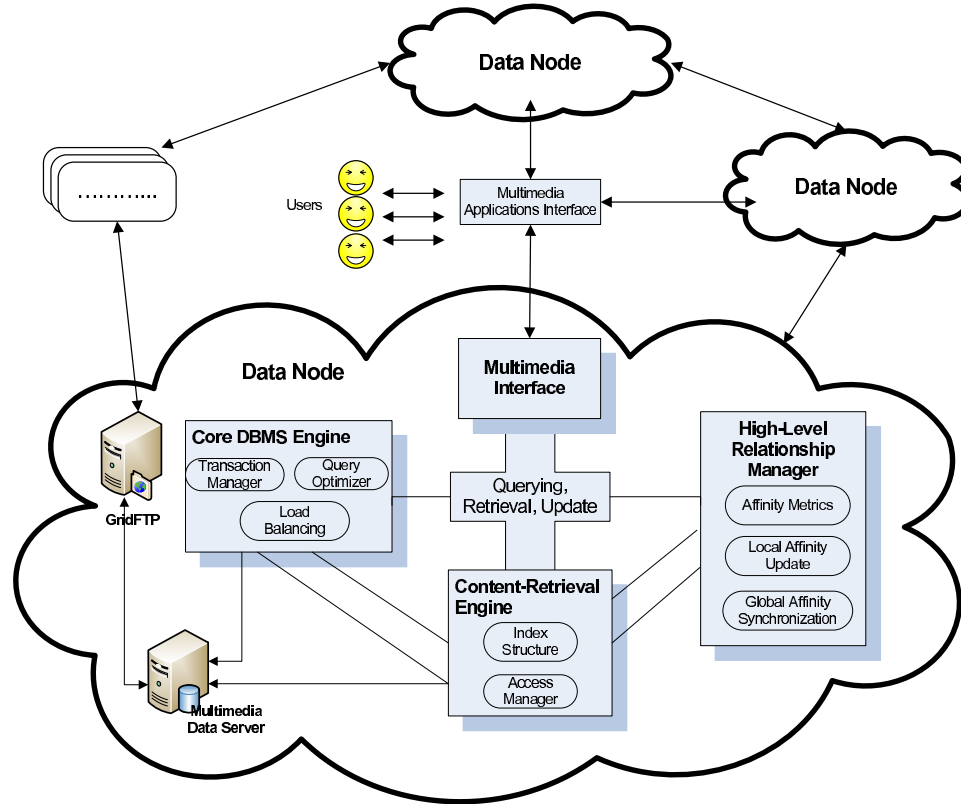 Data Node
Data Node
............
Users
Multimedia
Applications Interface
Data Node
Multimedia
Interface
Core DBMS Engine
Transaction
Manager
Query
Optimizer
Load
Balancing
Querying,
Retrieval, Update
High-Level
Relationship
Manager
Affinity Metrics
Local Affinity
Update
Global Affinity
Synchronization
GridFTP
Content-Retrieval
Engine
Index
Structure
Access
Manager
Multimedia
Data Server